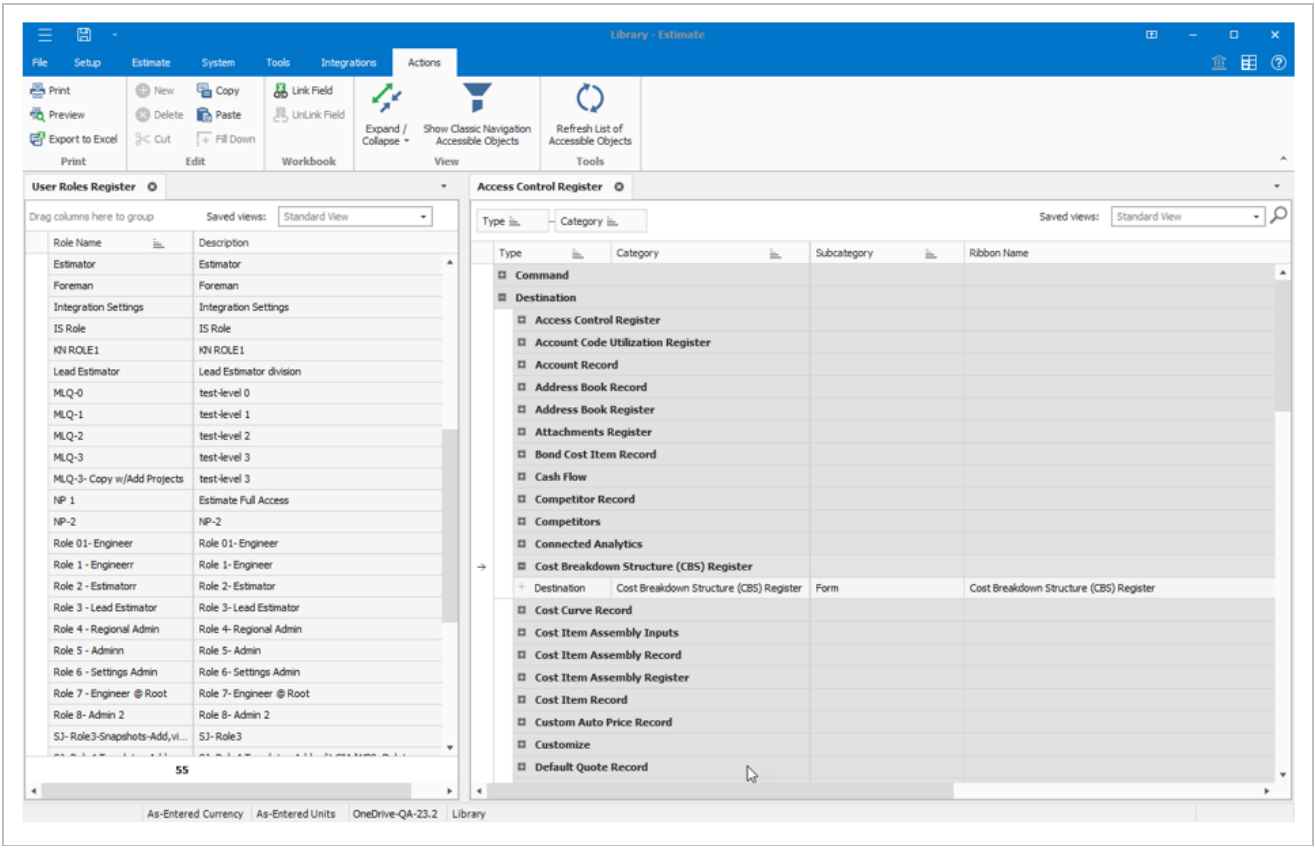 Library - Estimate
File Setup Estimate System Tools Integrations Actions
Print New Copy Link Field
Preview Delete Paste UnLink Field
Export to Excel Cut Fill Down
Expand / Collapse
Show Classic Navigation Accessible Objects
Refresh List of Accessible Objects
Print Edit Workbook View Tools
User Roles Register
Drag columns here to group Saved views: Standard View
Role Name Description
Estimator Estimator
Foreman Foreman
Integration Settings Integration Settings
IS Role IS Role
KN ROLE1 KN ROLE1
Lead Estimator Lead Estimator division
MLQ-0 test-level 0
MLQ-1 test-level 1
MLQ-2 test-level 2
MLQ-3 test-level 3
MLQ-3- Copy w/Add Projects test-level 3
NP 1 Estimate Full Access
NP-2 NP-2
Role 01- Engineer Role 01- Engineer
Role 1 - Engineerr Role 1- Engineer
Role 2 - Estimatorr Role 2- Estimator
Role 3 - Lead Estimator Role 3- Lead Estimator
Role 4 - Regional Admin Role 4- Regional Admin
Role 5 - Adminn Role 5- Admin
Role 6 - Settings Admin Role 6- Settings Admin
Role 7 - Engineer @ Root Role 7- Engineer @ Root
Role 8- Admin 2 Role 8- Admin 2
SJ- Role3-Snapshots-Add,vi... SJ- Role3
55
Access Control Register
Type Category Saved views: Standard View
Type Category Subcategory Ribbon Name
Command
Destination
Access Control Register
Account Code Utilization Register
Account Record
Address Book Record
Address Book Register
Attachments Register
Bond Cost Item Record
Cash Flow
Competitor Record
Competitors
Connected Analytics
Cost Breakdown Structure (CBS) Register
Destination Cost Breakdown Structure (CBS) Register Form Cost Breakdown Structure (CBS) Register
Cost Curve Record
Cost Item Assembly Inputs
Cost Item Assembly Record
Cost Item Assembly Register
Cost Item Record
Custom Auto Price Record
Customize
Default Quote Record
As-Entered Currency As-Entered Units OneDrive-QA-23.2 Library